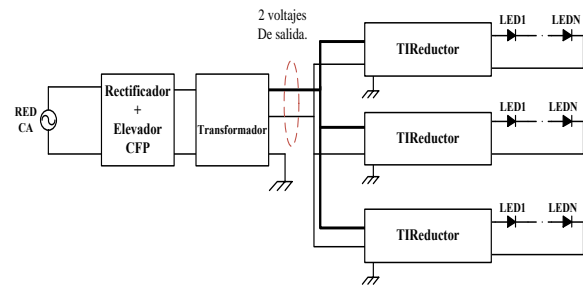 2 voltajes
De salida.
RED
CA
Rectificador
+
Elevador
CFP
Transformador
TIReductor
LED1
LEDN
TIReductor
LED1
LEDN
TIReductor
LED1
LEDN